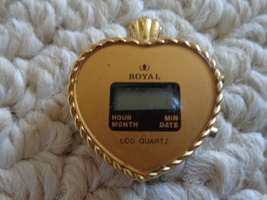 ROYAL
HOUR MIN
MONTH DATE
LCD QUARTZ